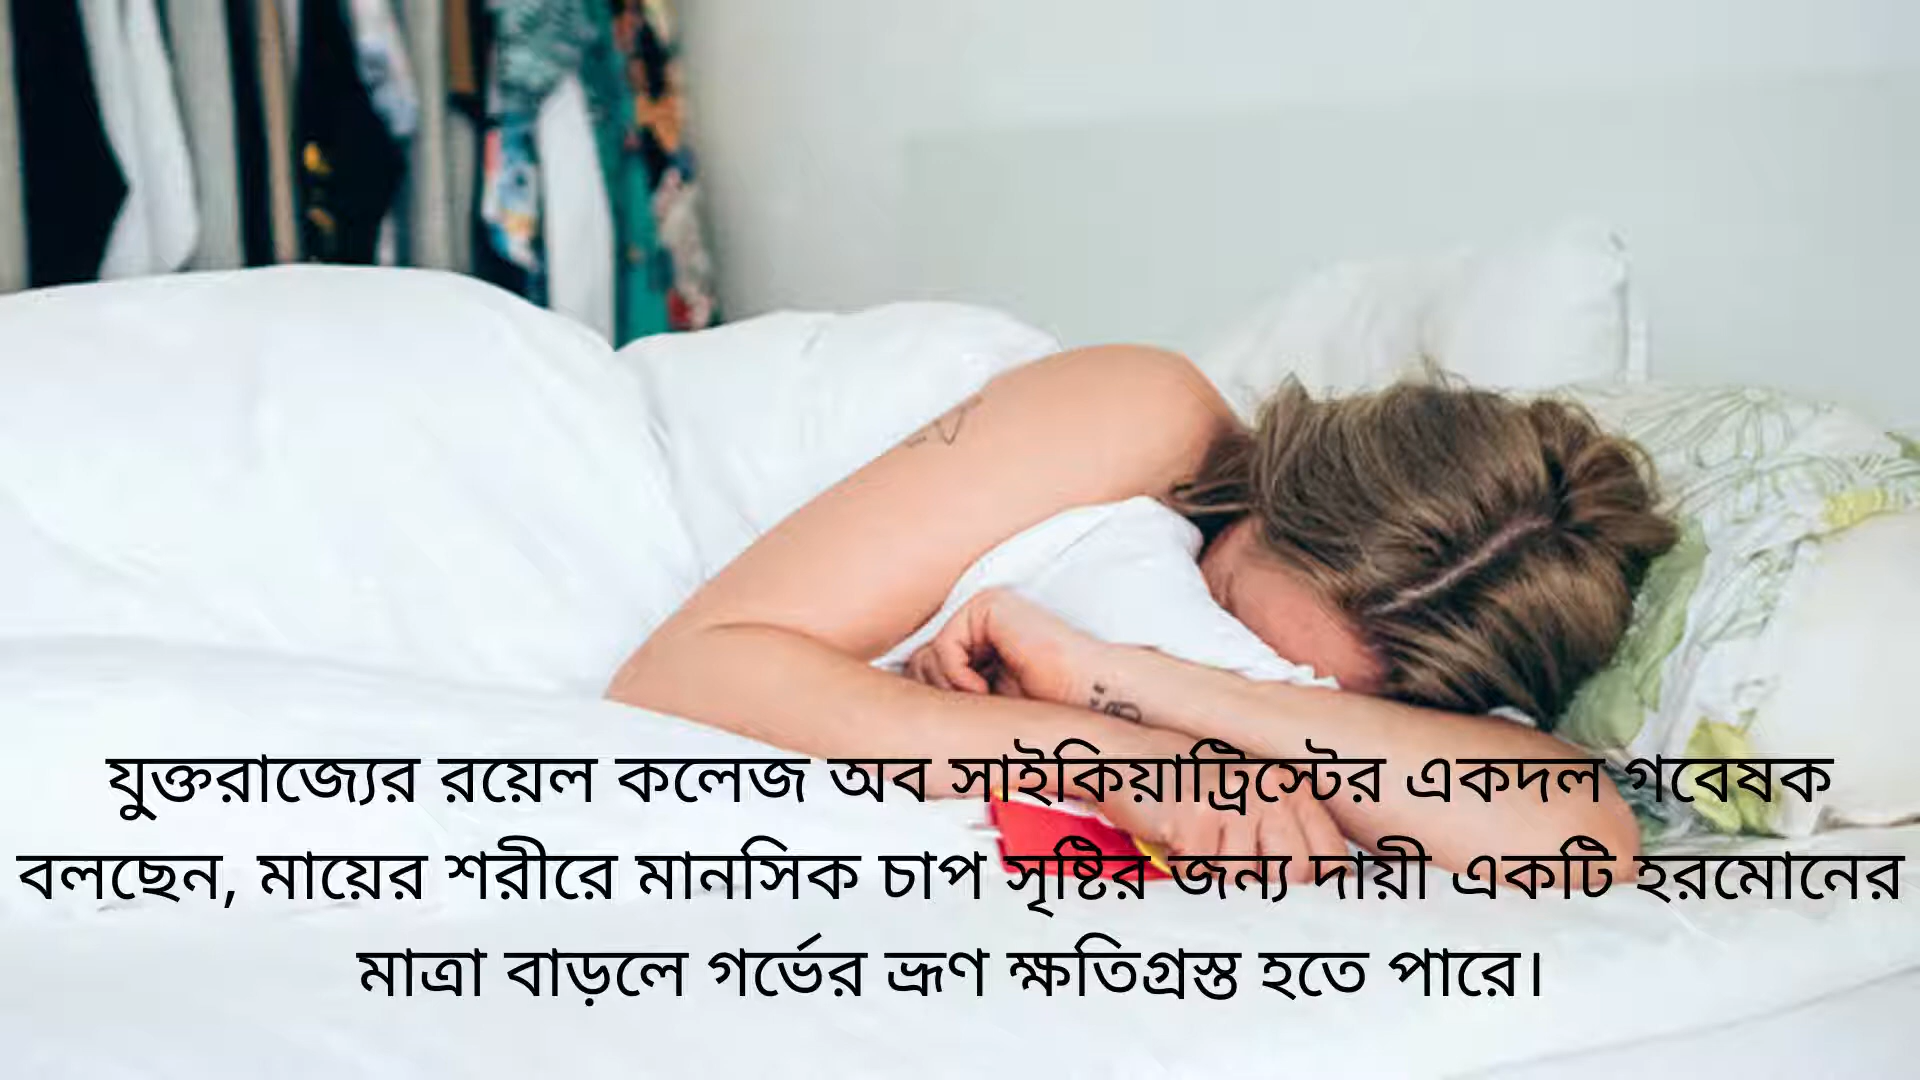 যুক্তরাজ্যের রয়েল কলেজ অব সাইকিয়াট্রিস্টের একদল গবেষক
বলছেন, মায়ের শরীরে মানসিক চাপ সৃষ্টির জন্য দায়ী একটি হরমোনের
মাত্রা বাড়লে গর্ভের ভ্রূণ ক্ষতিগ্রস্ত হতে পারে।